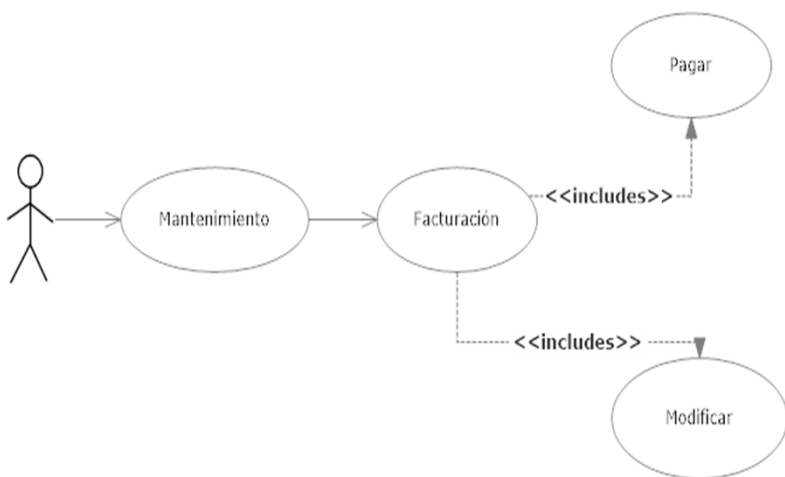 Pagar
<<includes>>
Mantenimiento
Facturación
<<includes>>
Modificar